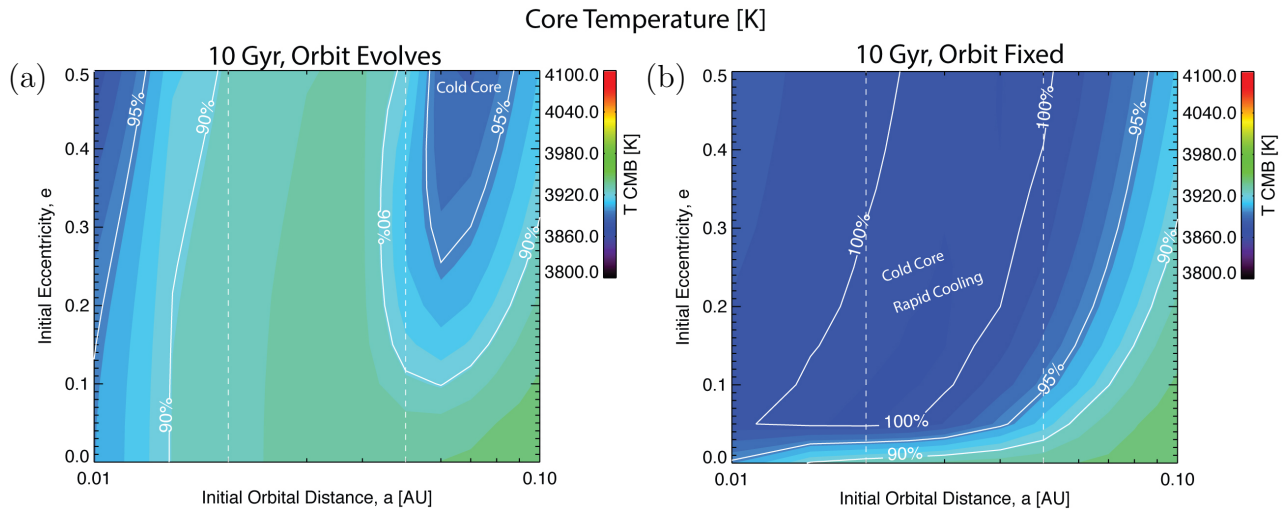 Core Temperature [K]
(a)
10 Gyr, Orbit Evolves
Initial Eccentricity, e
0.5
0.4
0.3
0.2
0.1
0.0
95%
90%
Cold Core
95%
90%
90%
90%
0.01
0.10
Initial Orbital Distance, a [AU]
4100.0
4040.0
3980.0
3920.0
3860.0
3800.0
T CMB [K]
(b)
10 Gyr, Orbit Fixed
Initial Eccentricity, e
0.5
0.4
0.3
0.2
0.1
0.0
100%
95%
100%
90%
Cold Core
Rapid Cooling
95%
100%
90%
0.01
0.10
Initial Orbital Distance, a [AU]
4100.0
4040.0
3980.0
3920.0
3860.0
3800.0
T CMB [K]